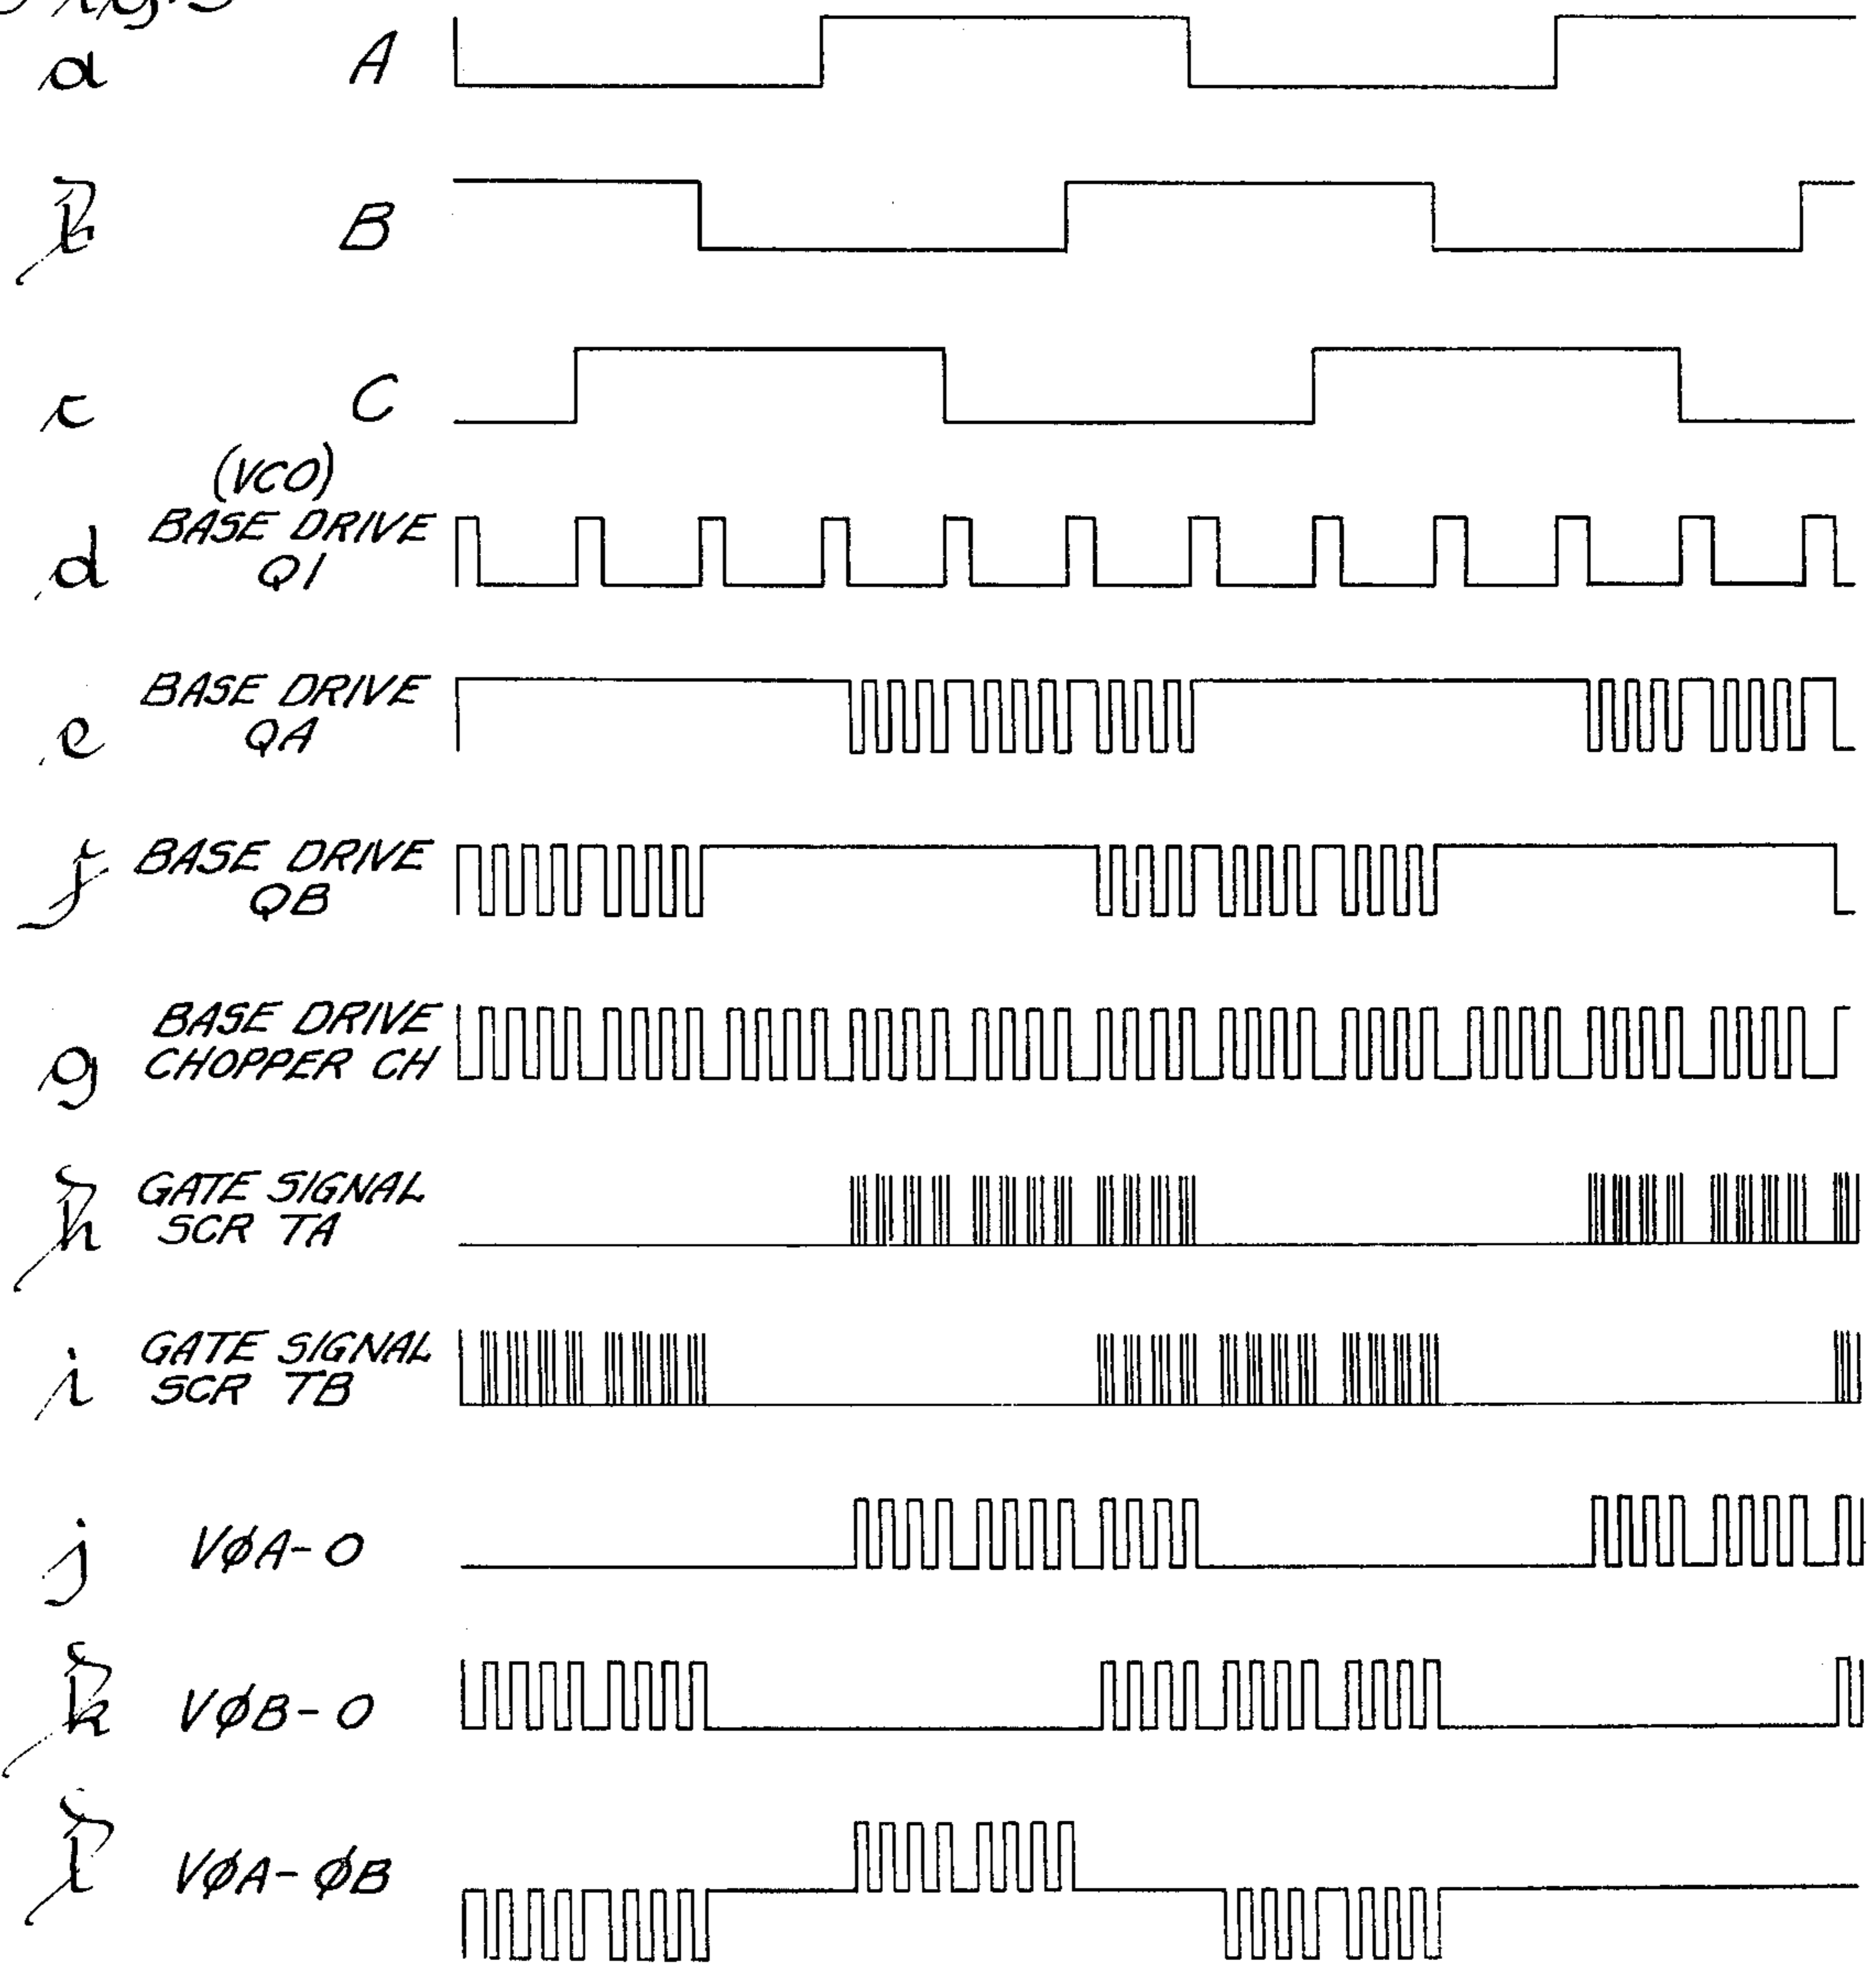 a A
b B
c C
(VCO)
d BASE DRIVE
Q1
e BASE DRIVE
QA
f BASE DRIVE
QB
g BASE DRIVE
CHOPPER CH
h GATE SIGNAL
SCR TA
i GATE SIGNAL
SCR TB
j VØA-O
k VØB-O
l VØA-ØB